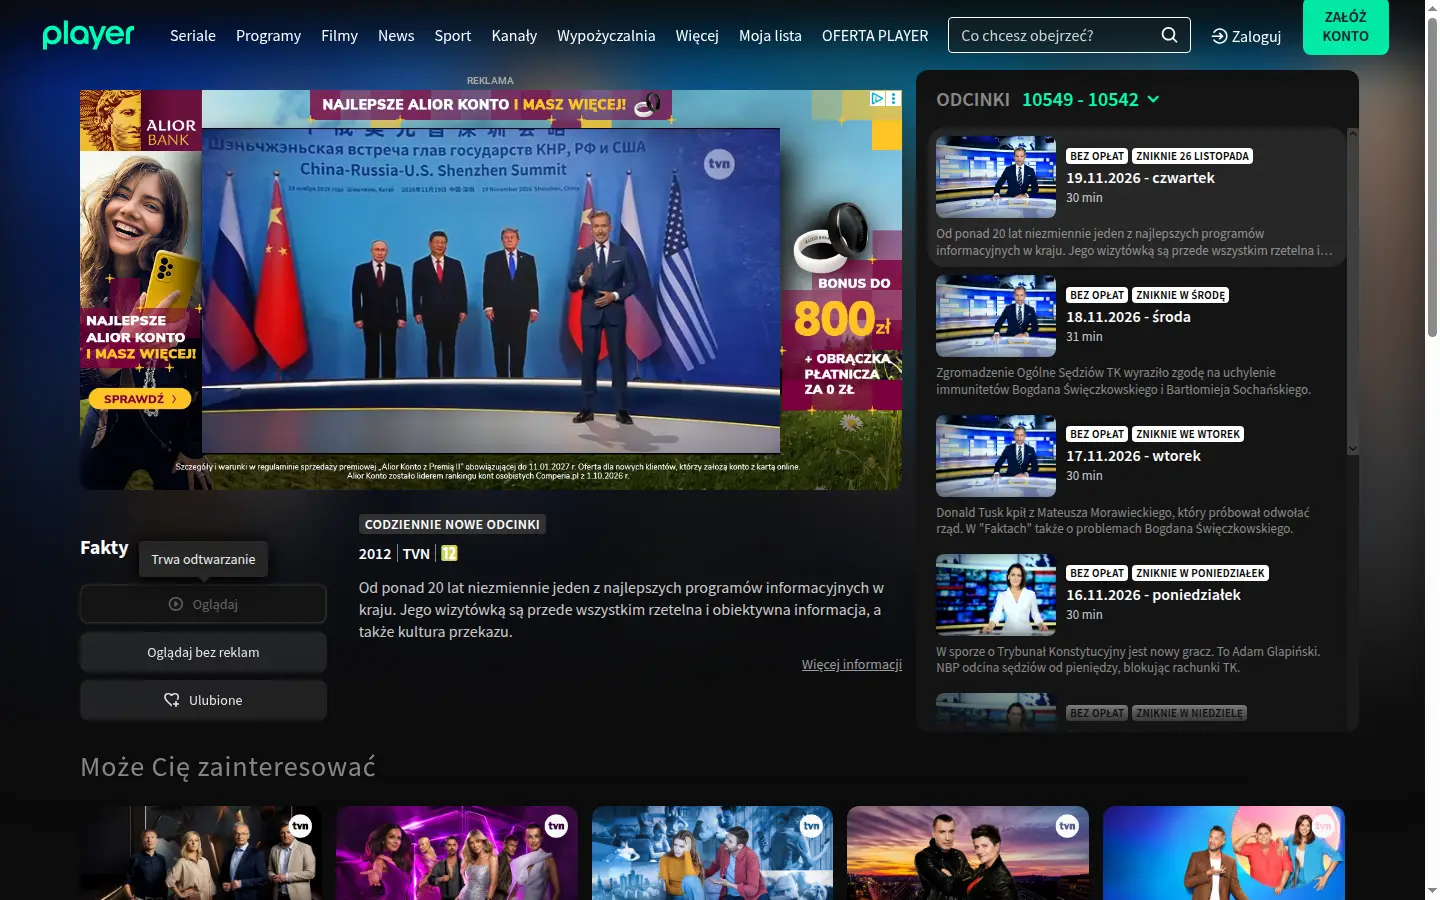 player
Seriale Programy Filmy News Sport Kanały Wypożyczalnia Więcej Moja lista OFERTA PLAYER
Co chcesz obejrzeć?
Zaloguj
ZAŁÓŻ
KONTO
REKLAMA
ALIOR
BANK
NAJLEPSZE ALIOR KONTO I MASZ WIĘCEJ!
Шэньчжэньская встреча глав государств КНР, РФ и США
China-Russia-U.S. Shenzhen Summit
tvn
NAJLEPSZE
ALIOR KONTO
I MASZ WIĘCEJ!
SPRAWDŹ
BONUS DO
800zł
+ OBRĄCZKA
PŁATNICZA
ZA 0 ZŁ
Szczegóły i warunki w regulaminie sprzedaży premiowej „Alior Konto z Premią II" obowiązującej do 11.01.2027 r. Oferta dla nowych klientów, którzy założą konto z kartą online.
Alior Konto zostało liderem rankingu kont osobistych Comperia.pl z 1.10.2026 r.
ODCINKI 10549 - 10542
BEZ OPŁAT ZNIKNIE 26 LISTOPADA
19.11.2026 - czwartek
30 min
Od ponad 20 lat niezmiennie jeden z najlepszych programów
informacyjnych w kraju. Jego wizytówką są przede wszystkim rzetelna i...
BEZ OPŁAT ZNIKNIE W ŚRODĘ
18.11.2026 - środa
31 min
Zgromadzenie Ogólne Sędziów TK wyraziło zgodę na uchylenie
immunitetów Bogdana Święczkowskiego i Bartłomieja Sochańskiego.
BEZ OPŁAT ZNIKNIE WE WTOREK
17.11.2026 - wtorek
30 min
Donald Tusk kpił z Mateusza Morawieckiego, który próbował odwołać
rząd. W "Faktach" także o problemach Bogdana Święczkowskiego.
BEZ OPŁAT ZNIKNIE W PONIEDZIAŁEK
16.11.2026 - poniedziałek
30 min
W sporze o Trybunał Konstytucyjny jest nowy gracz. To Adam Glapiński.
NBP odcina sędziów od pieniędzy, blokując rachunki TK.
BEZ OPŁAT ZNIKNIE W NIEDZIELĘ
Fakty
Trwa odtwarzanie
Oglądaj
Oglądaj bez reklam
Ulubione
CODZIENNIE NOWE ODCINKI
2012 TVN 12
Od ponad 20 lat niezmiennie jeden z najlepszych programów informacyjnych w
kraju. Jego wizytówką są przede wszystkim rzetelna i obiektywna informacja, a
także kultura przekazu.
Więcej informacji
Może Cię zainteresować
tvn
tvn
tvn
tvn
tvn